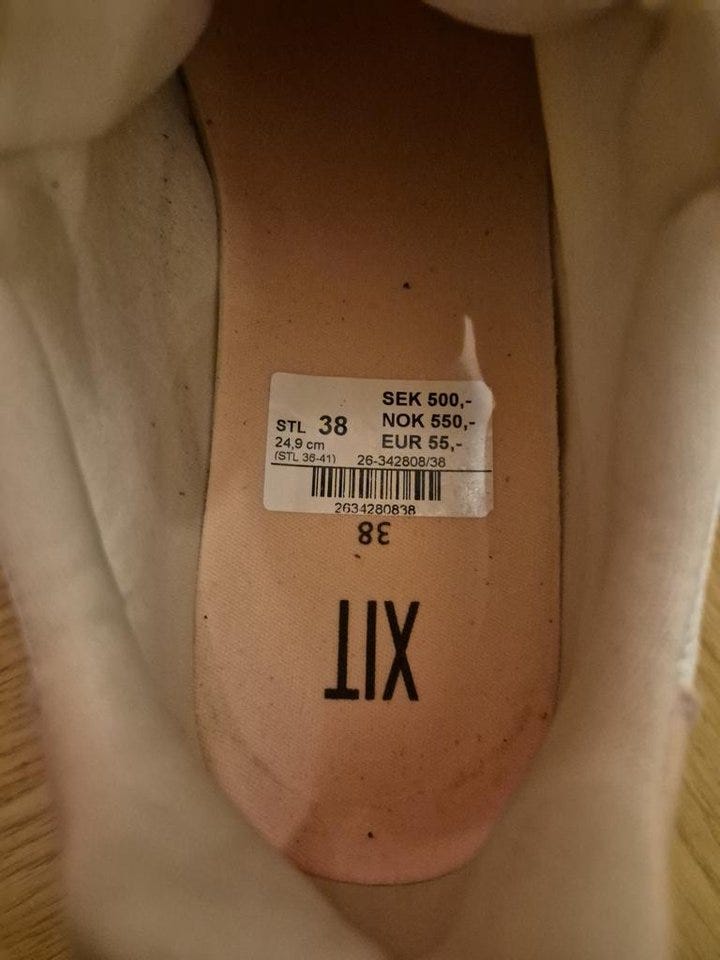 SEK 500,-
STL 38 NOK 550,-
24,9 cm EUR 55,-
(STL 36-41) 26-342808/38
2634280838
38
XIT